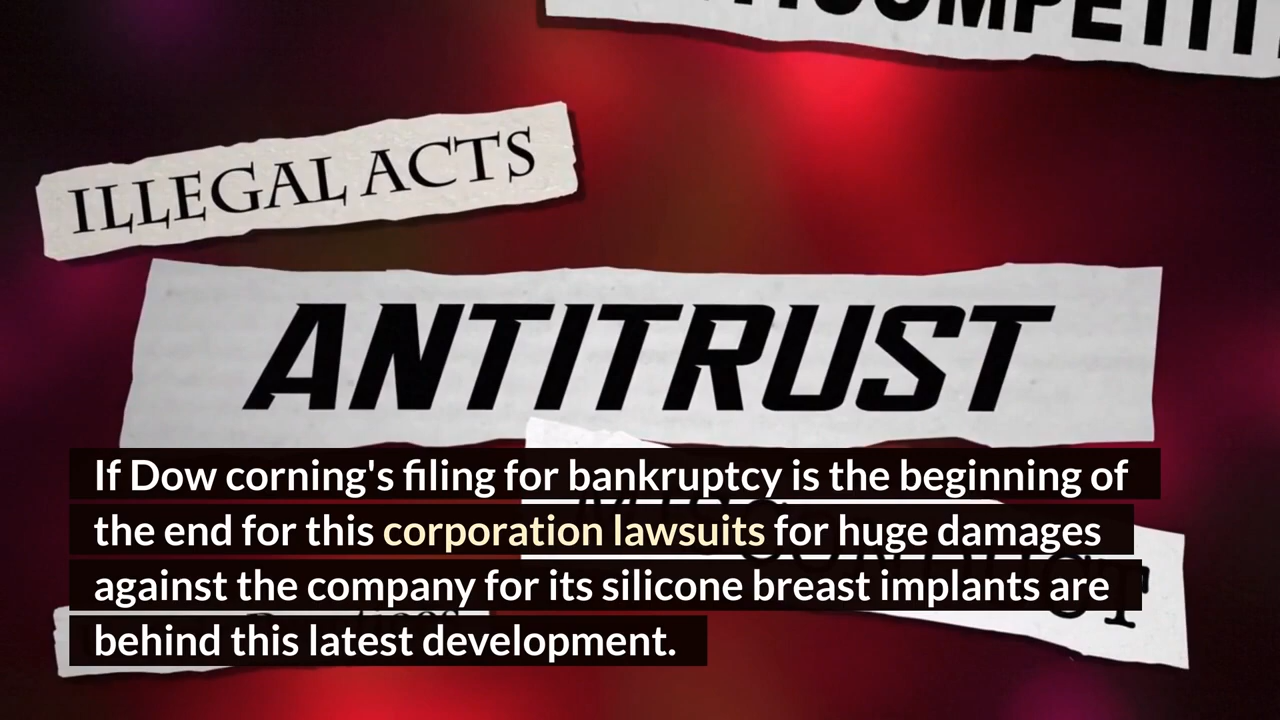 ILLEGAL ACTS
ANTITRUST
If Dow corning's filing for bankruptcy is the beginning of
the end for this corporation lawsuits for huge damages
against the company for its silicone breast implants are
behind this latest development.